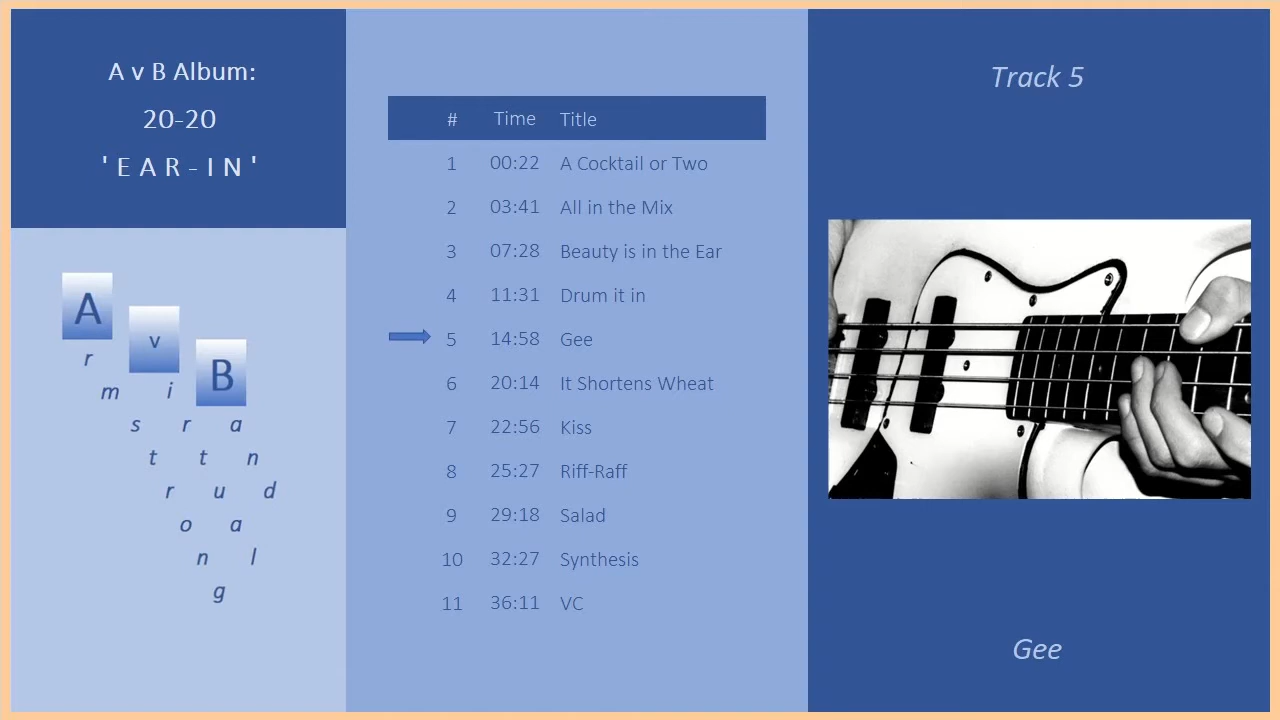 A v B Album:
20-20
'EAR-IN'
A
v
B
r
m i
s r a
t t n
r u d
o a
n l
g
# Time Title
1 00:22 A Cocktail or Two
2 03:41 All in the Mix
3 07:28 Beauty is in the Ear
4 11:31 Drum it in
5 14:58 Gee
6 20:14 It Shortens Wheat
7 22:56 Kiss
8 25:27 Riff-Raff
9 29:18 Salad
10 32:27 Synthesis
11 36:11 VC
Track 5
Gee